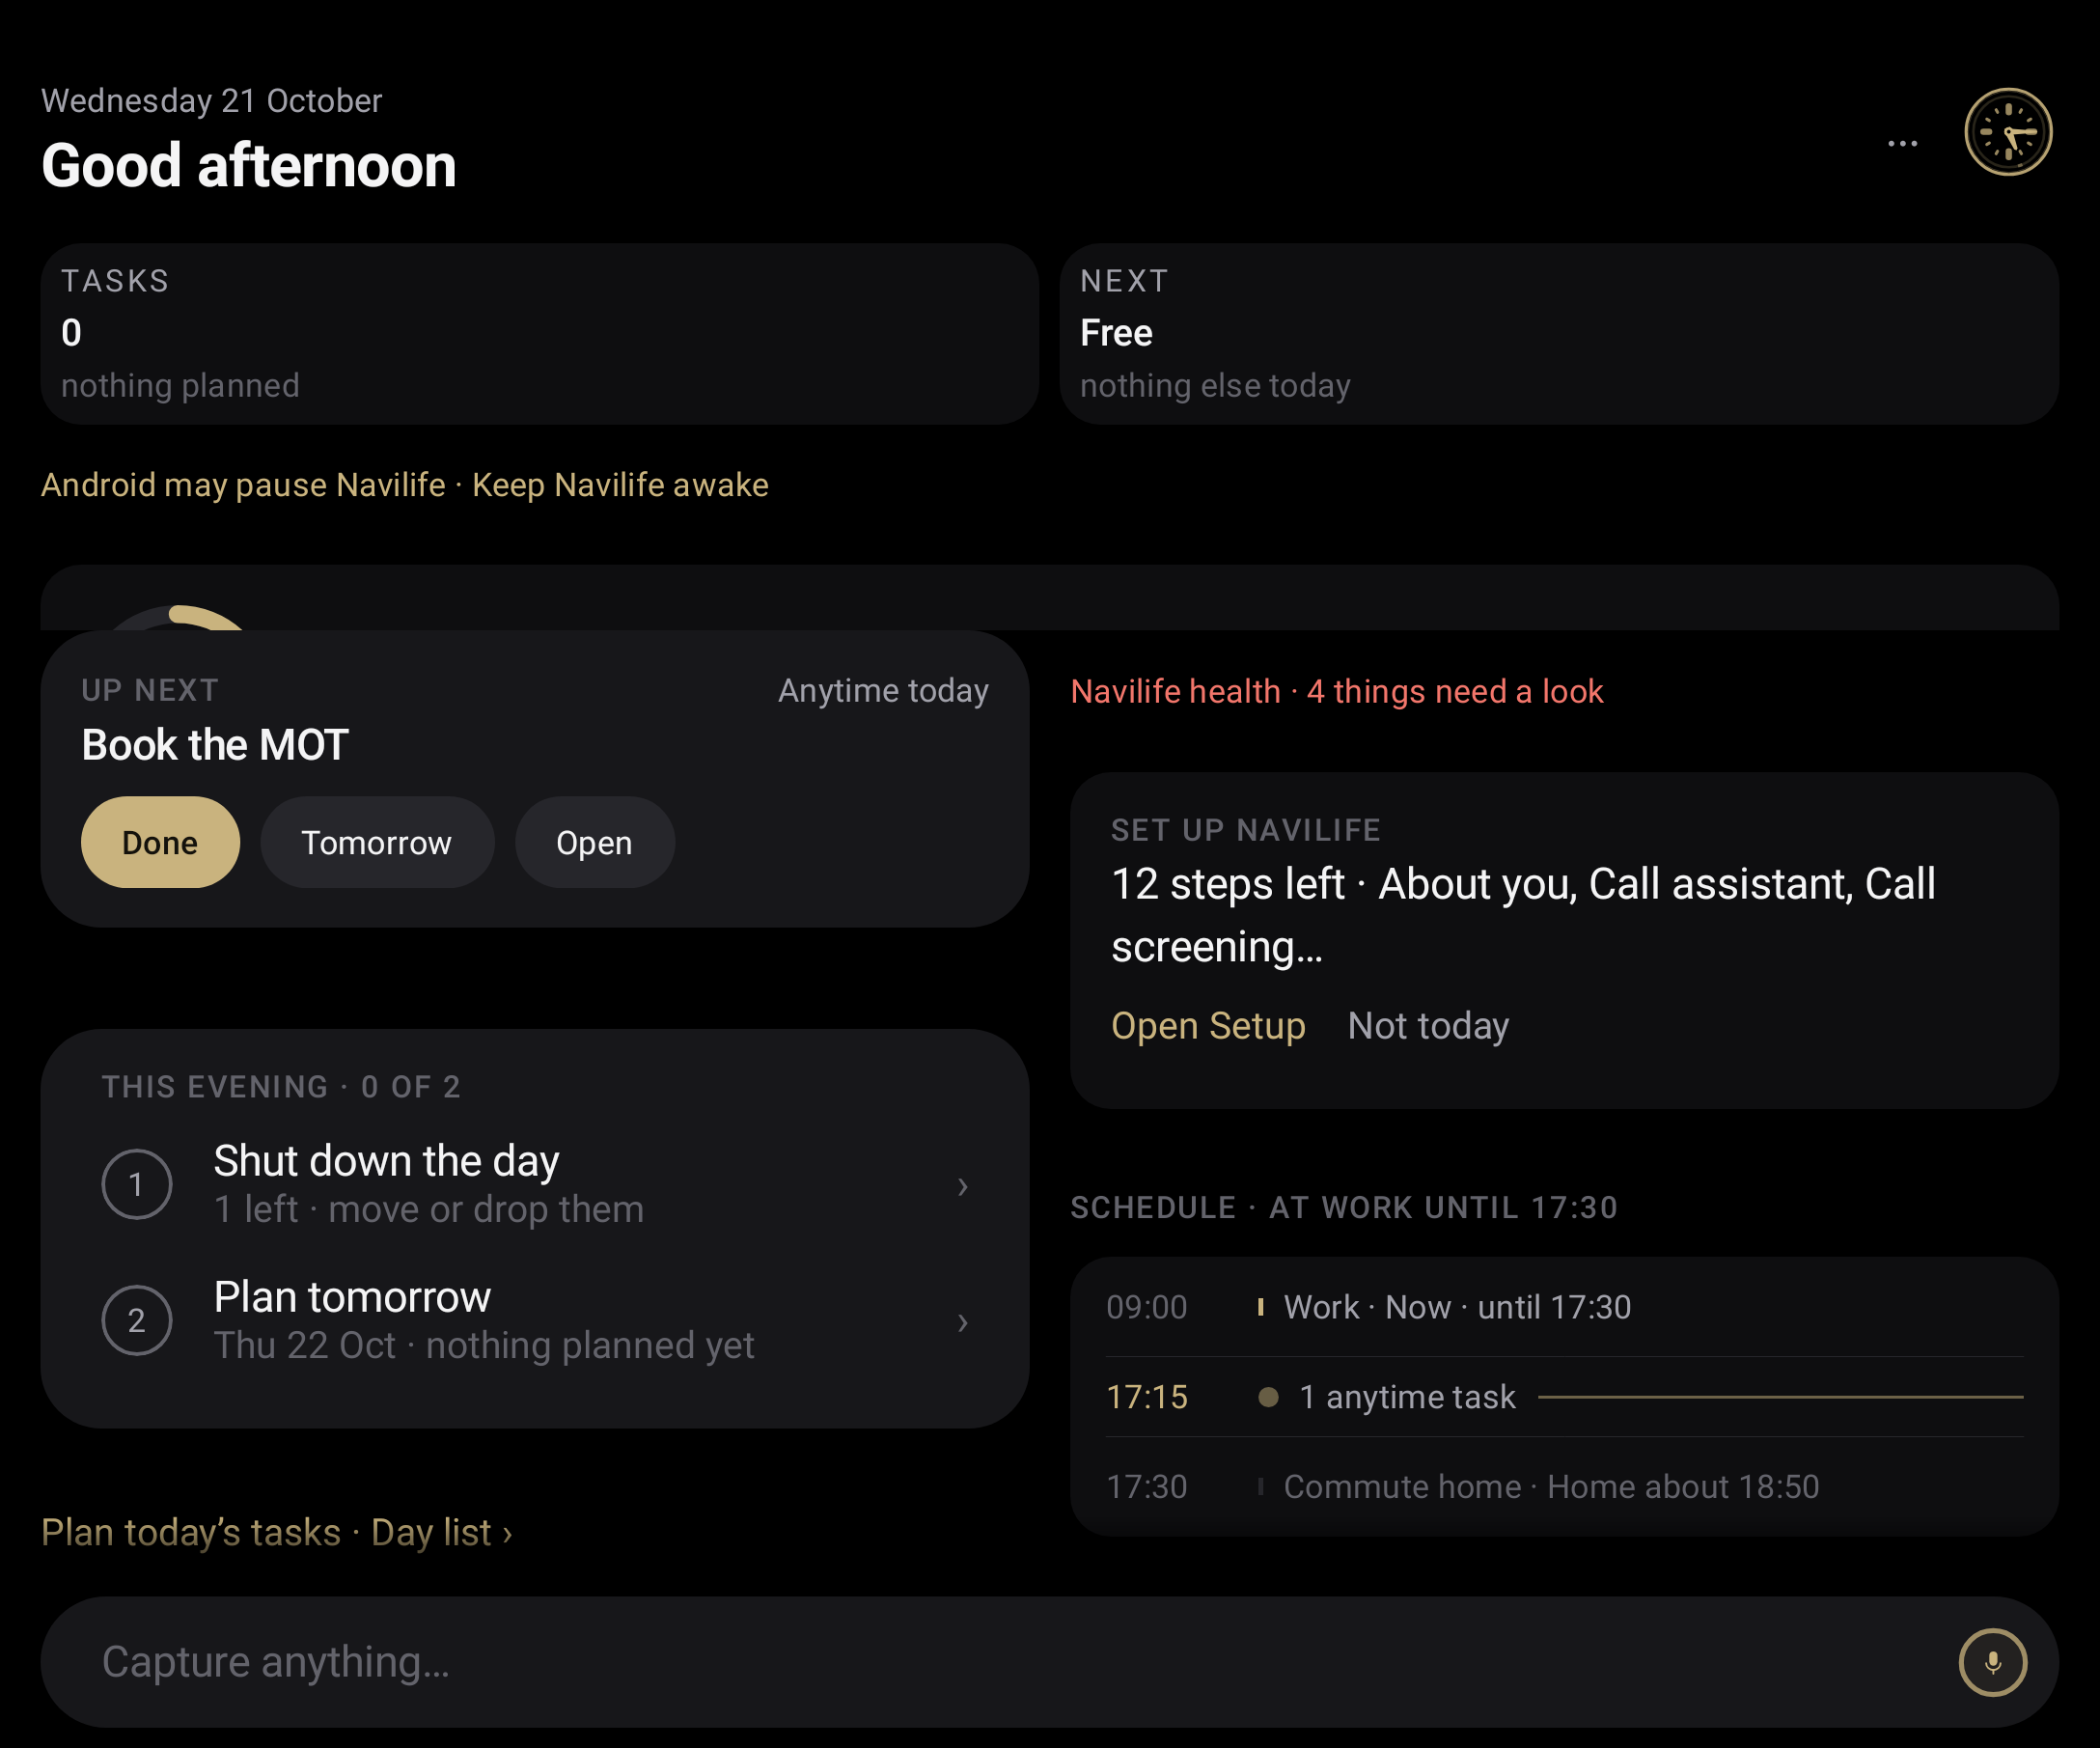 Wednesday 21 October
Good afternoon
TASKS
0
nothing planned
NEXT
Free
nothing else today
Android may pause Navilife · Keep Navilife awake
UP NEXT
Anytime today
Book the MOT
Done
Tomorrow
Open
THIS EVENING · 0 OF 2
1
Shut down the day
1 left · move or drop them
›
2
Plan tomorrow
Thu 22 Oct · nothing planned yet
›
Plan today’s tasks · Day list ›
Navilife health · 4 things need a look
SET UP NAVILIFE
12 steps left · About you, Call assistant, Call
screening…
Open Setup
Not today
SCHEDULE · AT WORK UNTIL 17:30
09:00 Work · Now · until 17:30
17:15 1 anytime task
17:30 Commute home · Home about 18:50
Capture anything…